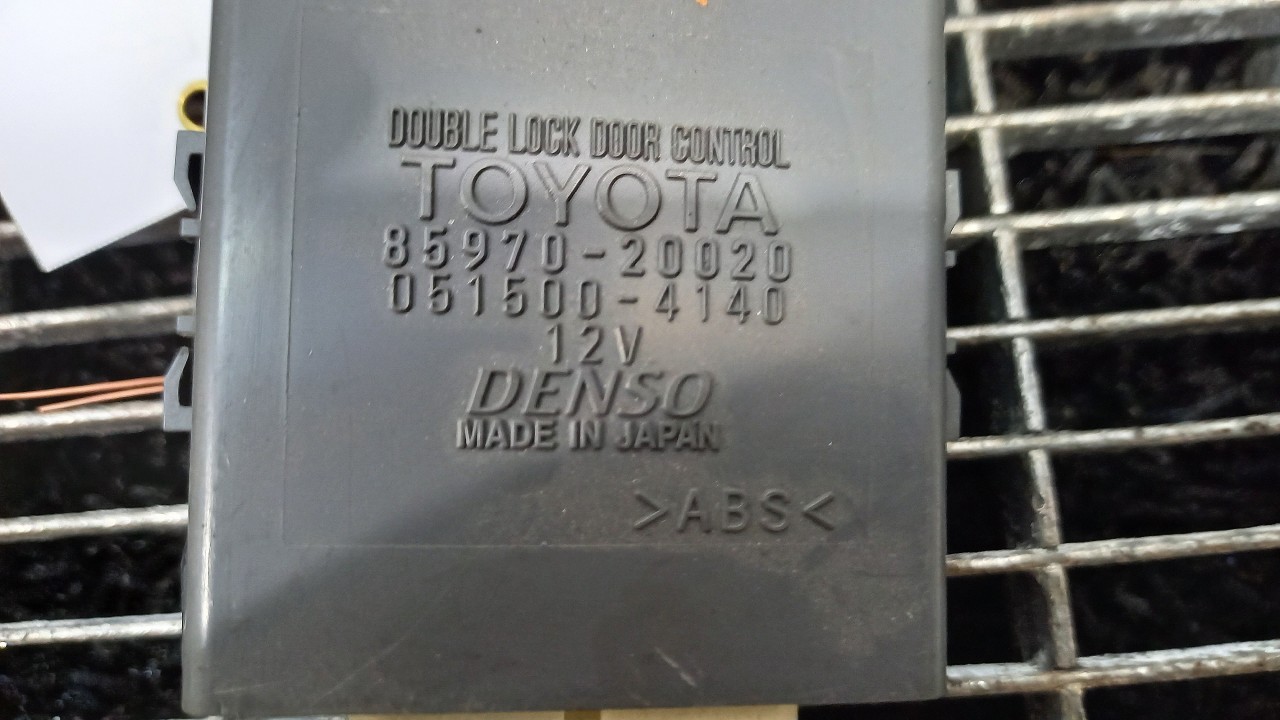 DOUBLE LOCK DOOR CONTROL
TOYOTA
85970-20020
051500-4140
12V
DENSO
MADE IN JAPAN
>ABS<